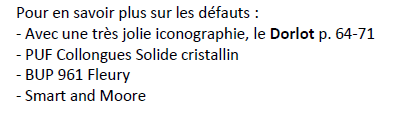 Pour en savoir plus sur les défauts :
- Avec une très jolie iconographie, le Dorlot p. 64-71
- PUF Collongues Solide cristallin
- BUP 961 Fleury
- Smart and Moore